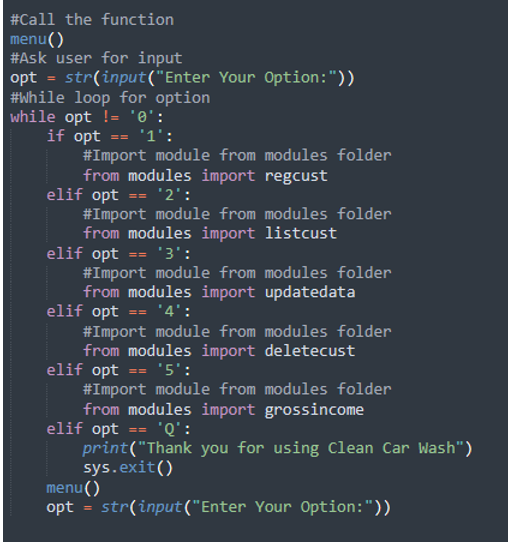 #Call the function
menu()
#Ask user for input
opt = str(input("Enter Your Option:"))
#While loop for option
while opt != '0':
    if opt == '1':
        #Import module from modules folder
        from modules import regcust
    elif opt == '2':
        #Import module from modules folder
        from modules import listcust
    elif opt == '3':
        #Import module from modules folder
        from modules import updatedata
    elif opt == '4':
        #Import module from modules folder
        from modules import deletecust
    elif opt == '5':
        #Import module from modules folder
        from modules import grossincome
    elif opt == 'Q':
        print("Thank you for using Clean Car Wash")
        sys.exit()
    menu()
    opt = str(input("Enter Your Option:"))